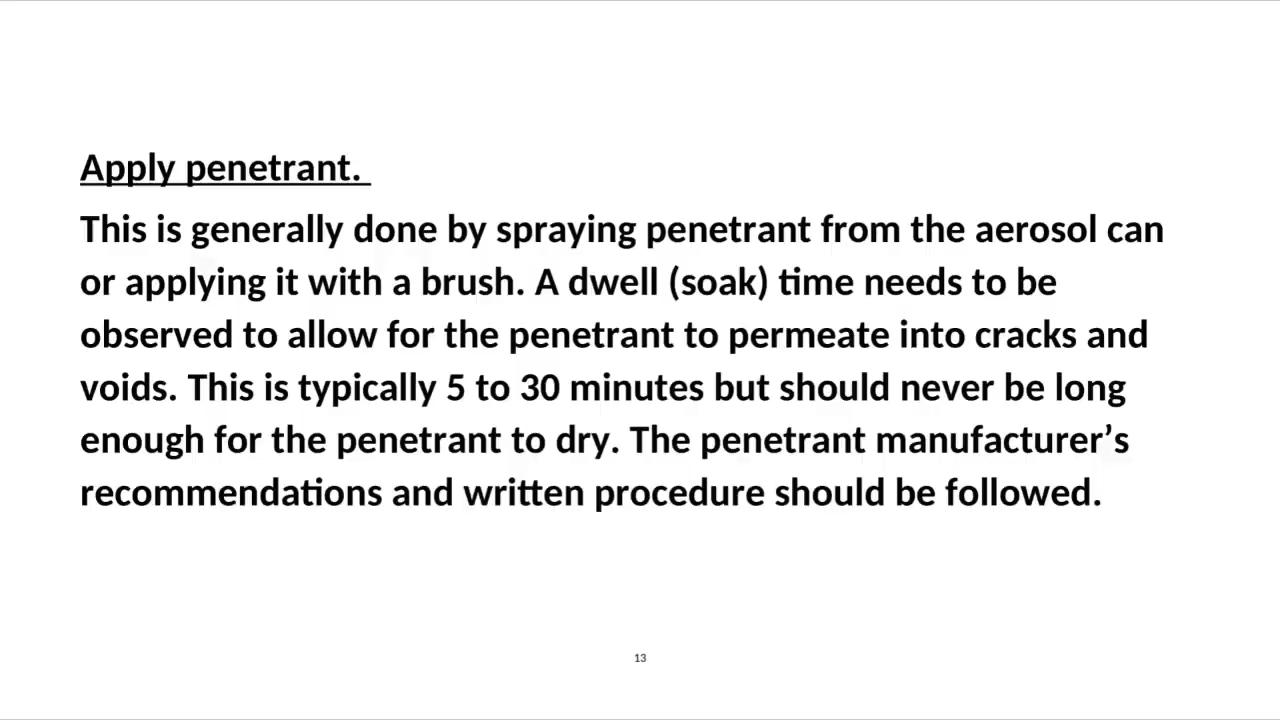 Apply penetrant.
This is generally done by spraying penetrant from the aerosol can
or applying it with a brush. A dwell (soak) time needs to be
observed to allow for the penetrant to permeate into cracks and
voids. This is typically 5 to 30 minutes but should never be long
enough for the penetrant to dry. The penetrant manufacturer’s
recommendations and written procedure should be followed.
13